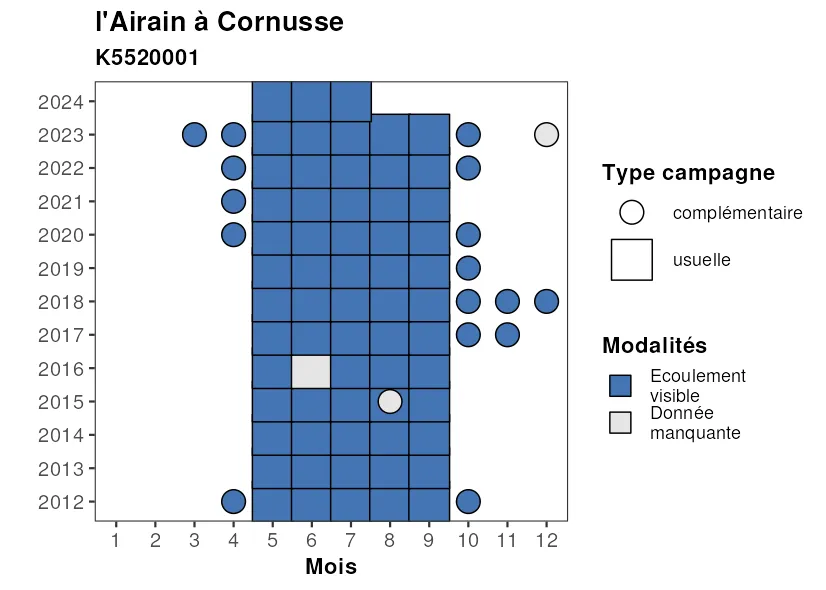 l'Airain à Cornusse
K5520001
2024
2023
2022
2021
2020
2019
2018
2017
2016
2015
2014
2013
2012
1 2 3 4 5 6 7 8 9 10 11 12
Mois
Type campagne
complémentaire
usuelle
Modalités
Ecoulement
visible
Donnée
manquante